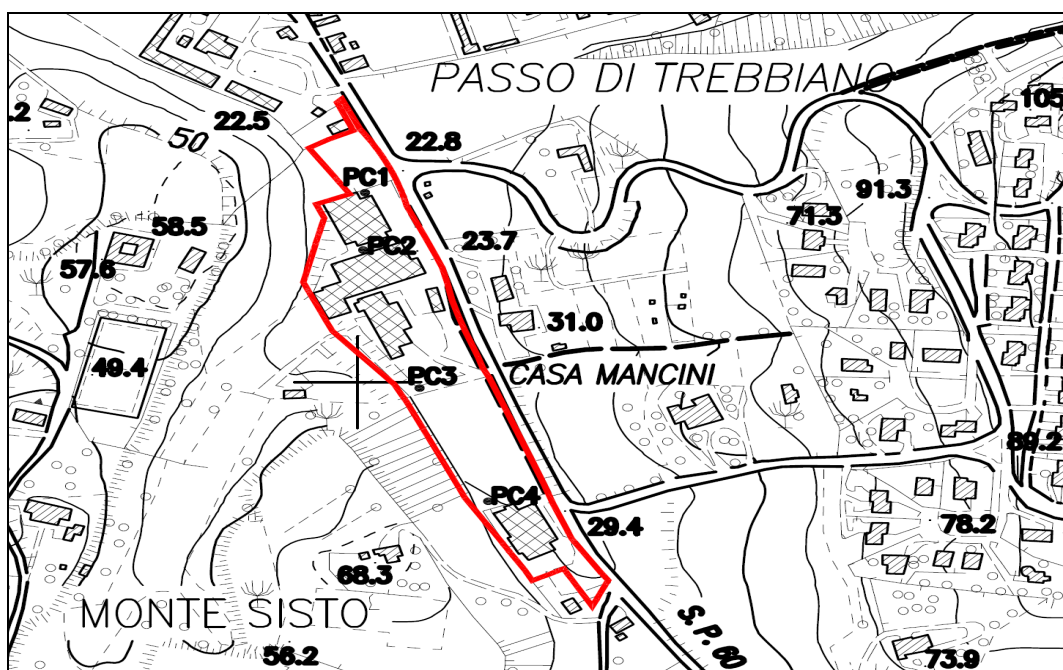 PASSO DI TREBBIANO
105
.2
22.5
50
22.8
PC1
91.3
71.3
58.5
PC2
23.7
57.6
31.0
49.4
PC3
CASA MANCINI
89.2
PC4
29.4
78.2
68.3
MONTE SISTO
S. P. 60
56.2
73.9